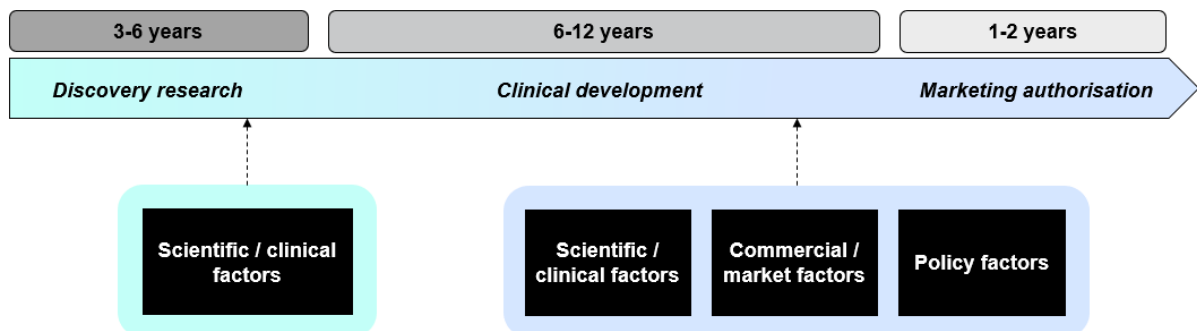 3-6 years
6-12 years
1-2 years
Discovery research
Clinical development
Marketing authorisation
Scientific / clinical
factors
Scientific /
clinical factors
Commercial /
market factors
Policy factors